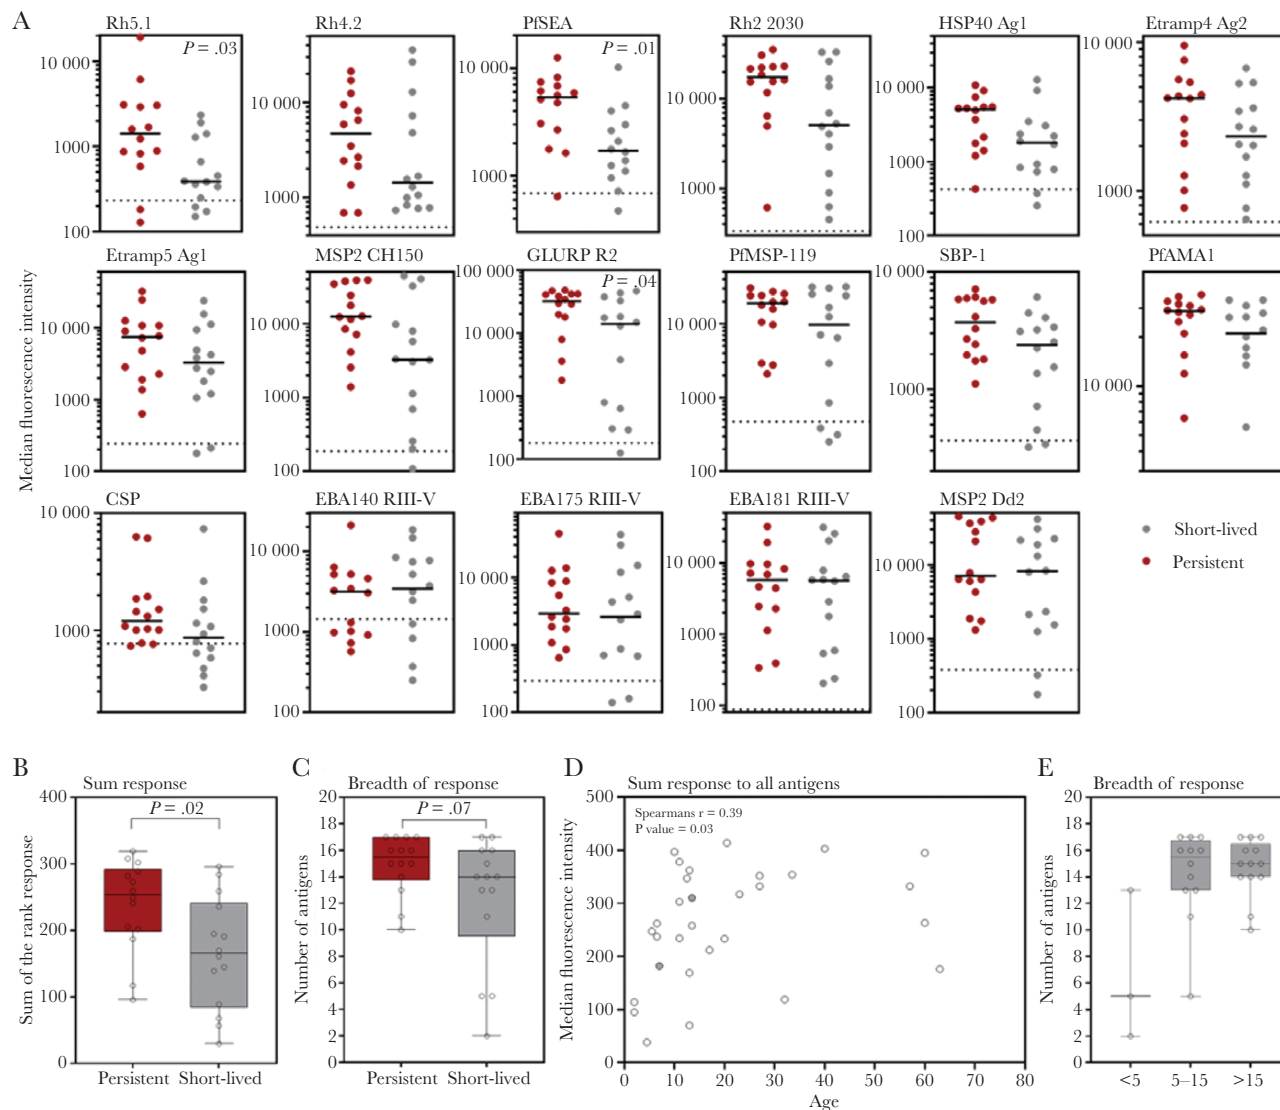 A
Rh5.1
Rh4.2
PfSEA
Rh2 2030
HSP40 Ag1
Etramp4 Ag2
P = .03
P = .01
10 000
1000
100
10 000
1000
10 000
1000
10 000
1000
10 000
1000
100
10 000
1000
Median fluorescence intensity
Etramp5 Ag1
MSP2 CH150
GLURP R2
PfMSP-119
SBP-1
PfAMA1
P = .04
10 000
1000
100
10 000
1000
100
100 000
10 000
1000
100
10 000
1000
100
10 000
1000
100
10 000
CSP
EBA140 RIII-V
EBA175 RIII-V
EBA181 RIII-V
MSP2 Dd2
10 000
1000
10 000
1000
100
10 000
1000
100
10 000
1000
100
10 000
1000
100
Short-lived
Persistent
B
Sum response
P = .02
Sum of the rank response
400
300
200
100
0
Persistent Short-lived
C
Breadth of response
P = .07
Number of antigens
20
18
16
14
12
10
8
6
4
2
0
Persistent Short-lived
D
Sum response to all antigens
Spearmans r = 0.39
P value = 0.03
Median fluorescence intensity
500
400
300
200
100
0
0 10 20 30 40 50 60 70 80
Age
E
Breadth of response
Number of antigens
20
18
16
14
12
10
8
6
4
2
0
<5 5–15 >15